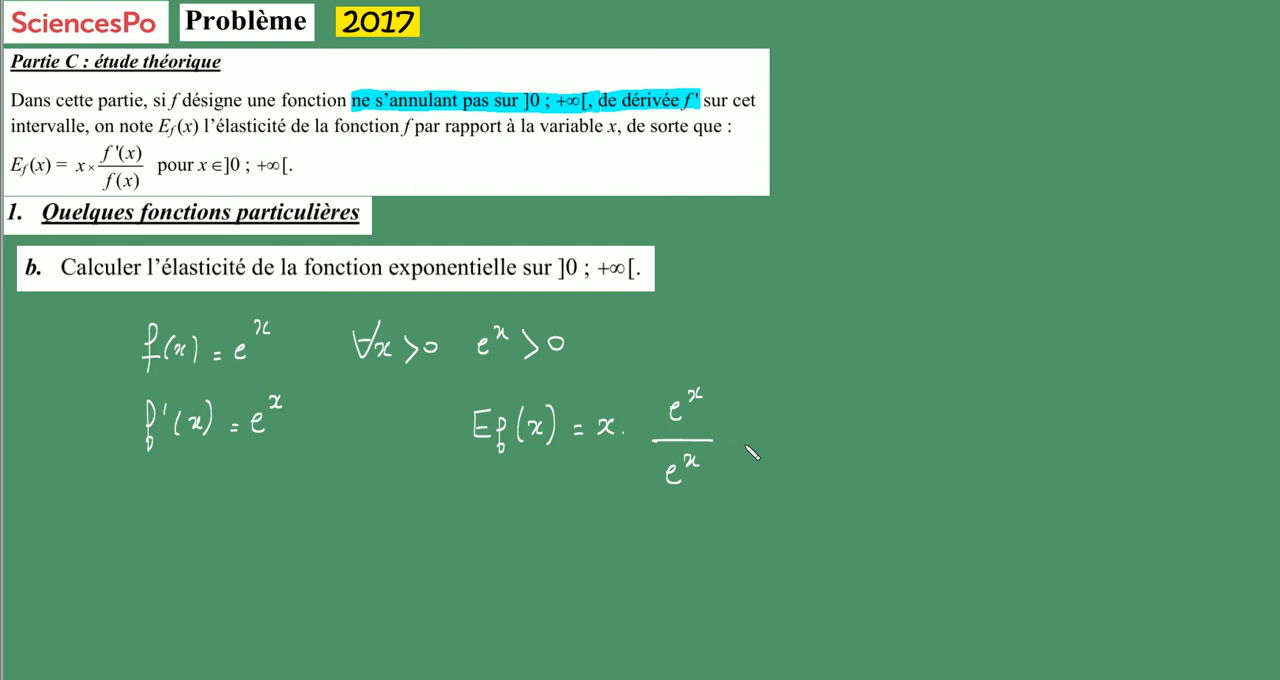 SciencesPo Problème 2017
Partie C : étude théorique
Dans cette partie, si f désigne une fonction ne s'annulant pas sur ]0 ; +∞[, de dérivée f' sur cet
intervalle, on note E_f(x) l'élasticité de la fonction f par rapport à la variable x, de sorte que :
E_f(x) = x × f'(x)/f(x) pour x ∈ ]0 ; +∞[.
1. Quelques fonctions particulières
b. Calculer l'élasticité de la fonction exponentielle sur ]0 ; +∞[.
f(x) = e^x ∀x > 0 e^x > 0
f'(x) = e^x E_f(x) = x . e^x/e^x